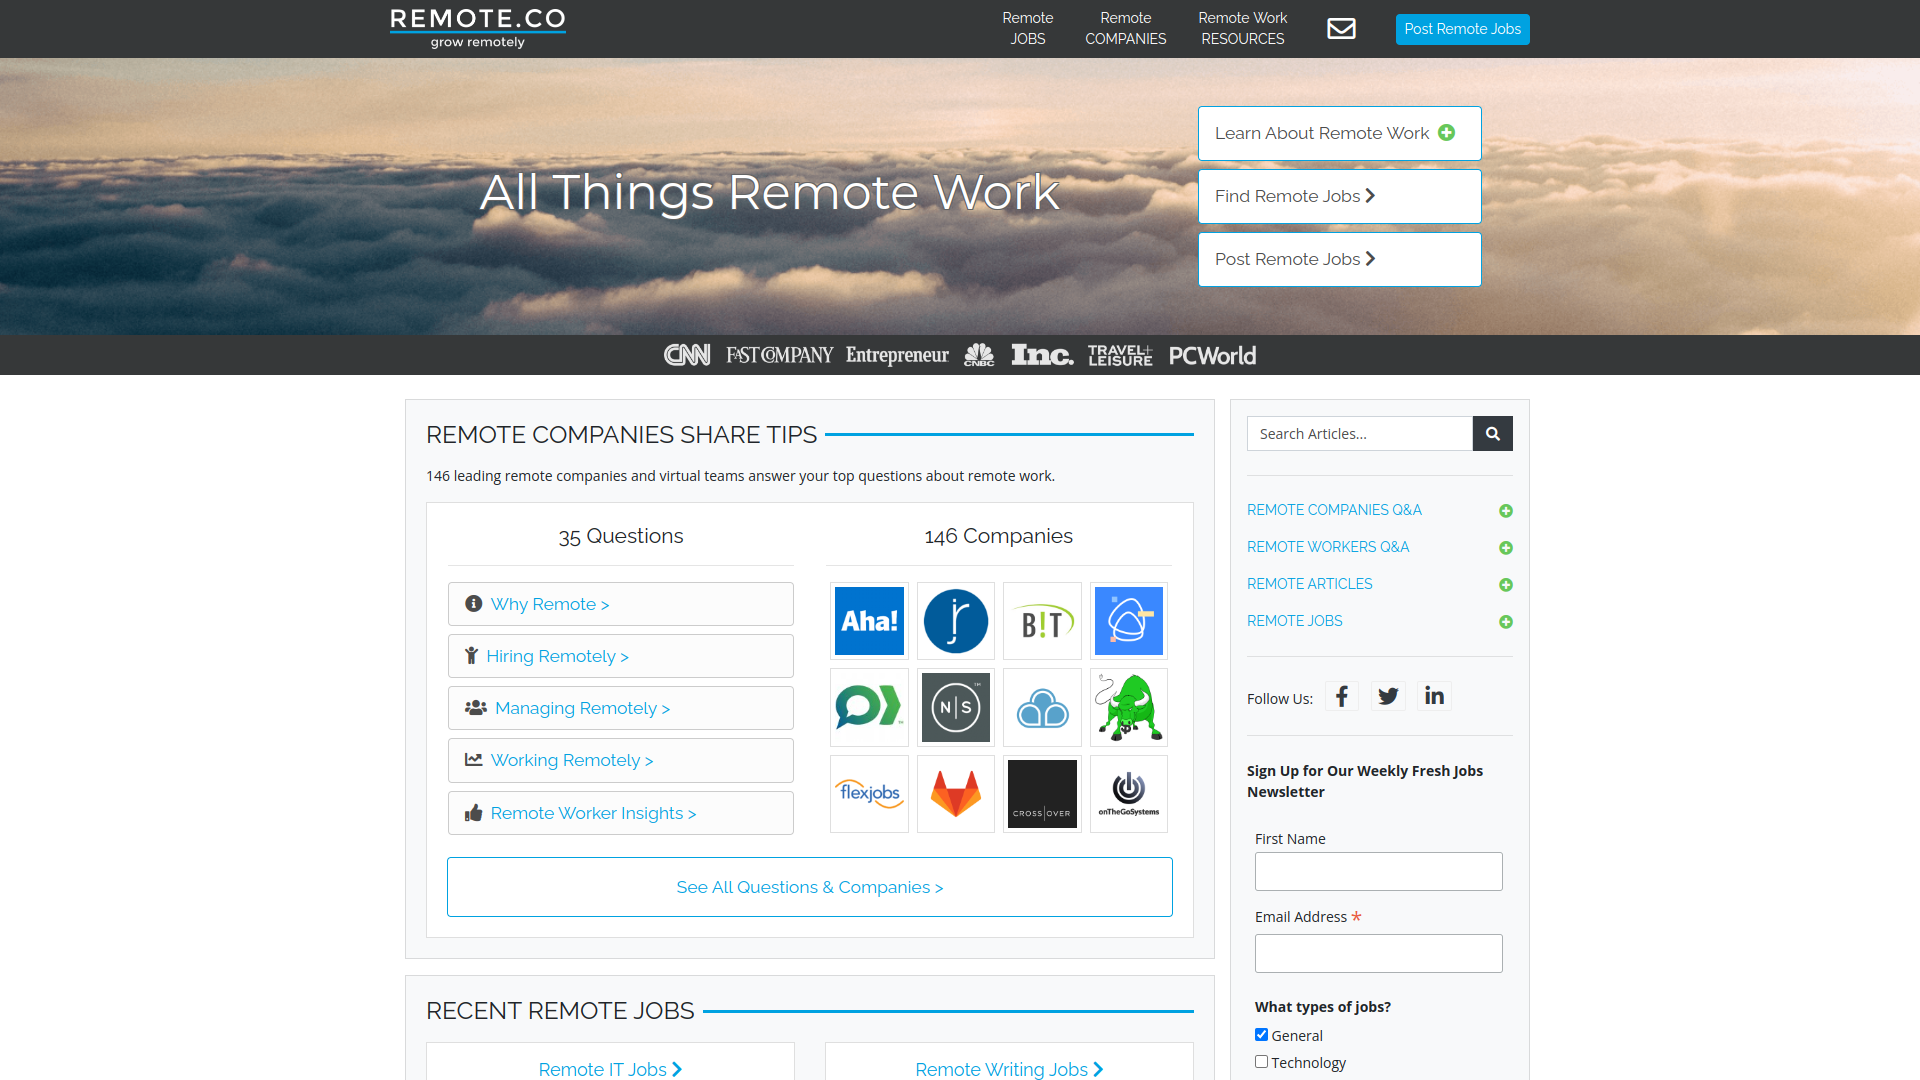 REMOTE.CO
grow remotely
Remote
JOBS
Remote
COMPANIES
Remote Work
RESOURCES
Post Remote Jobs
All Things Remote Work
Learn About Remote Work
Find Remote Jobs
Post Remote Jobs
CNN
FAST COMPANY
Entrepreneur
CNBC
Inc.
TRAVEL+
LEISURE
PCWorld
REMOTE COMPANIES SHARE TIPS
146 leading remote companies and virtual teams answer your top questions about remote work.
35 Questions
Why Remote >
Hiring Remotely >
Managing Remotely >
Working Remotely >
Remote Worker Insights >
146 Companies
Aha!
jr
B!T
N|S
flexjobs
CROSS|OVER
onTheGoSystems
See All Questions & Companies >
RECENT REMOTE JOBS
Remote IT Jobs
Remote Writing Jobs
Search Articles...
REMOTE COMPANIES Q&A
REMOTE WORKERS Q&A
REMOTE ARTICLES
REMOTE JOBS
Follow Us:
Sign Up for Our Weekly Fresh Jobs
Newsletter
First Name
Email Address *
What types of jobs?
General
Technology